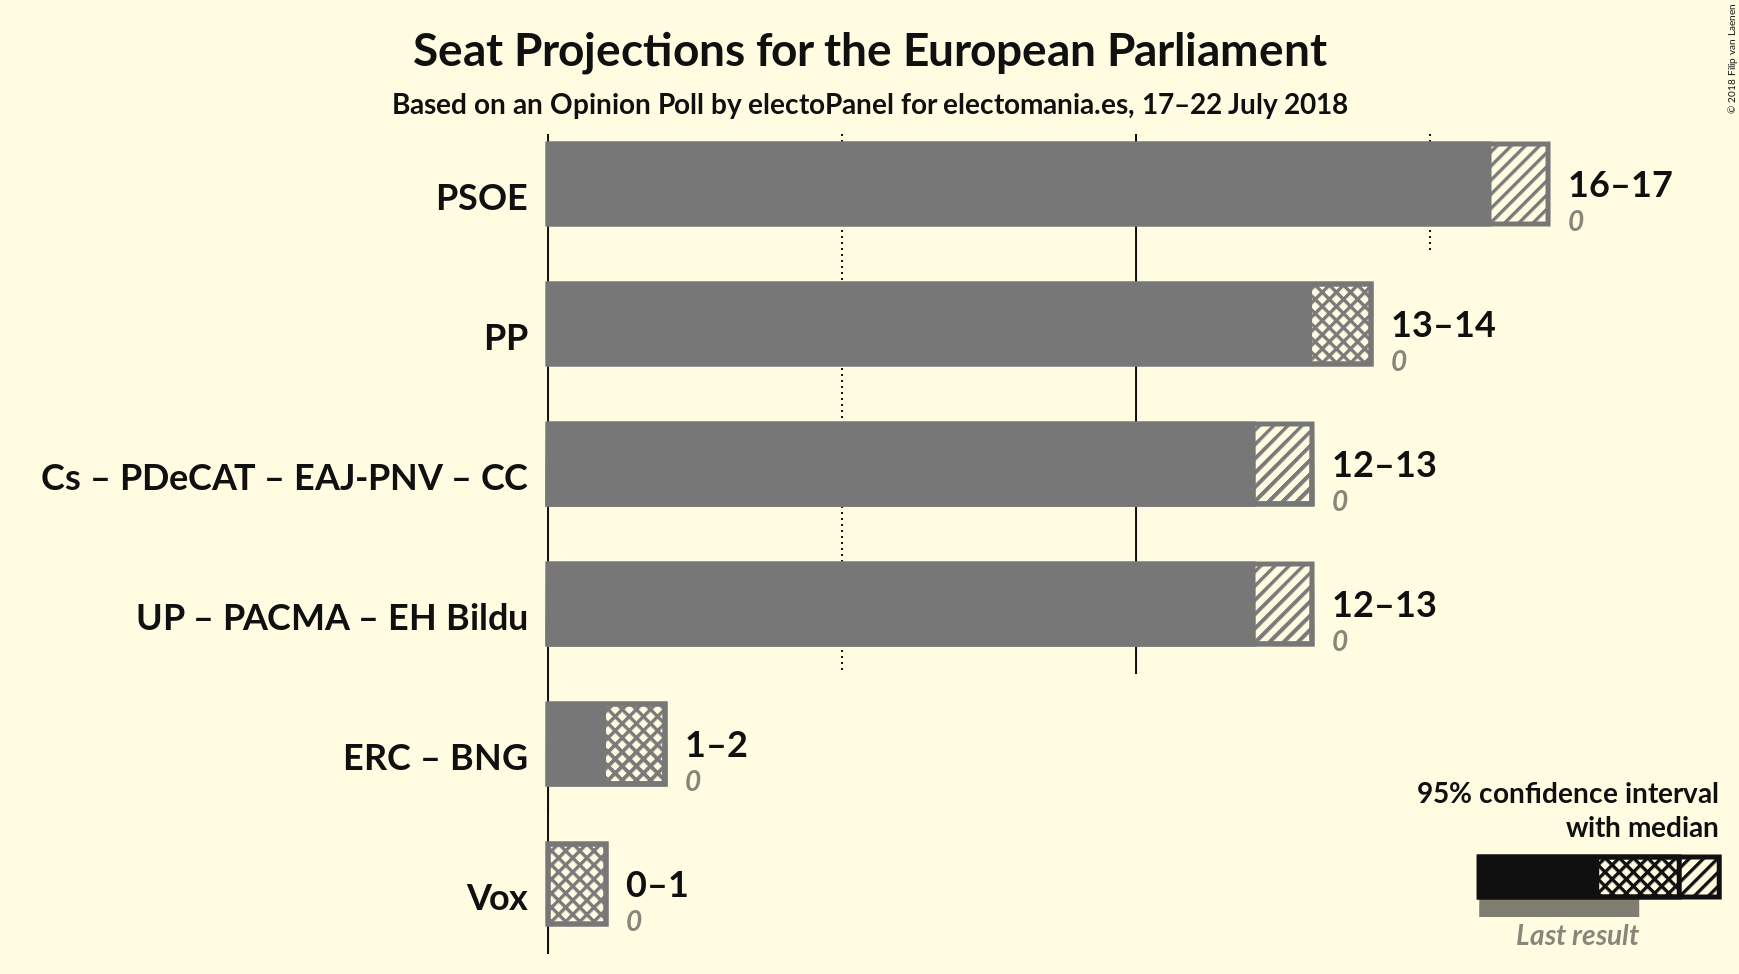 Seat Projections for the European Parliament
Based on an Opinion Poll by electoPanel for electomania.es, 17–22 July 2018
© 2018 Filip van Laenen
PSOE
16–17
0
PP
13–14
0
Cs – PDeCAT – EAJ-PNV – CC
12–13
0
UP – PACMA – EH Bildu
12–13
0
ERC – BNG
1–2
0
Vox
0–1
0
95% confidence interval
with median
Last result